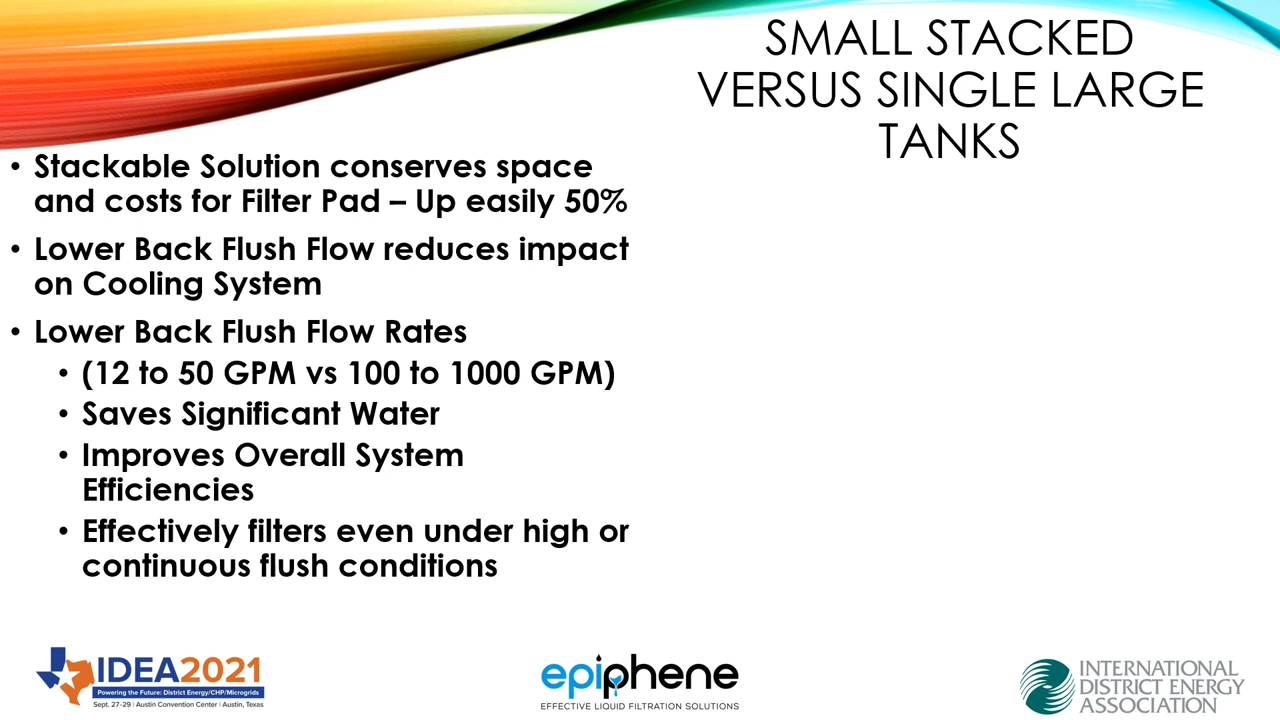 SMALL STACKED
VERSUS SINGLE LARGE
TANKS
• Stackable Solution conserves space
and costs for Filter Pad – Up easily 50%
• Lower Back Flush Flow reduces impact
on Cooling System
• Lower Back Flush Flow Rates
• (12 to 50 GPM vs 100 to 1000 GPM)
• Saves Significant Water
• Improves Overall System
Efficiencies
• Effectively filters even under high or
continuous flush conditions
IDEA2021
Powering the Future: District Energy/CHP/Microgrids
Sept. 27-29 | Austin Convention Center | Austin, Texas
epiphene
EFFECTIVE LIQUID FILTRATION SOLUTIONS
INTERNATIONAL
DISTRICT ENERGY
ASSOCIATION